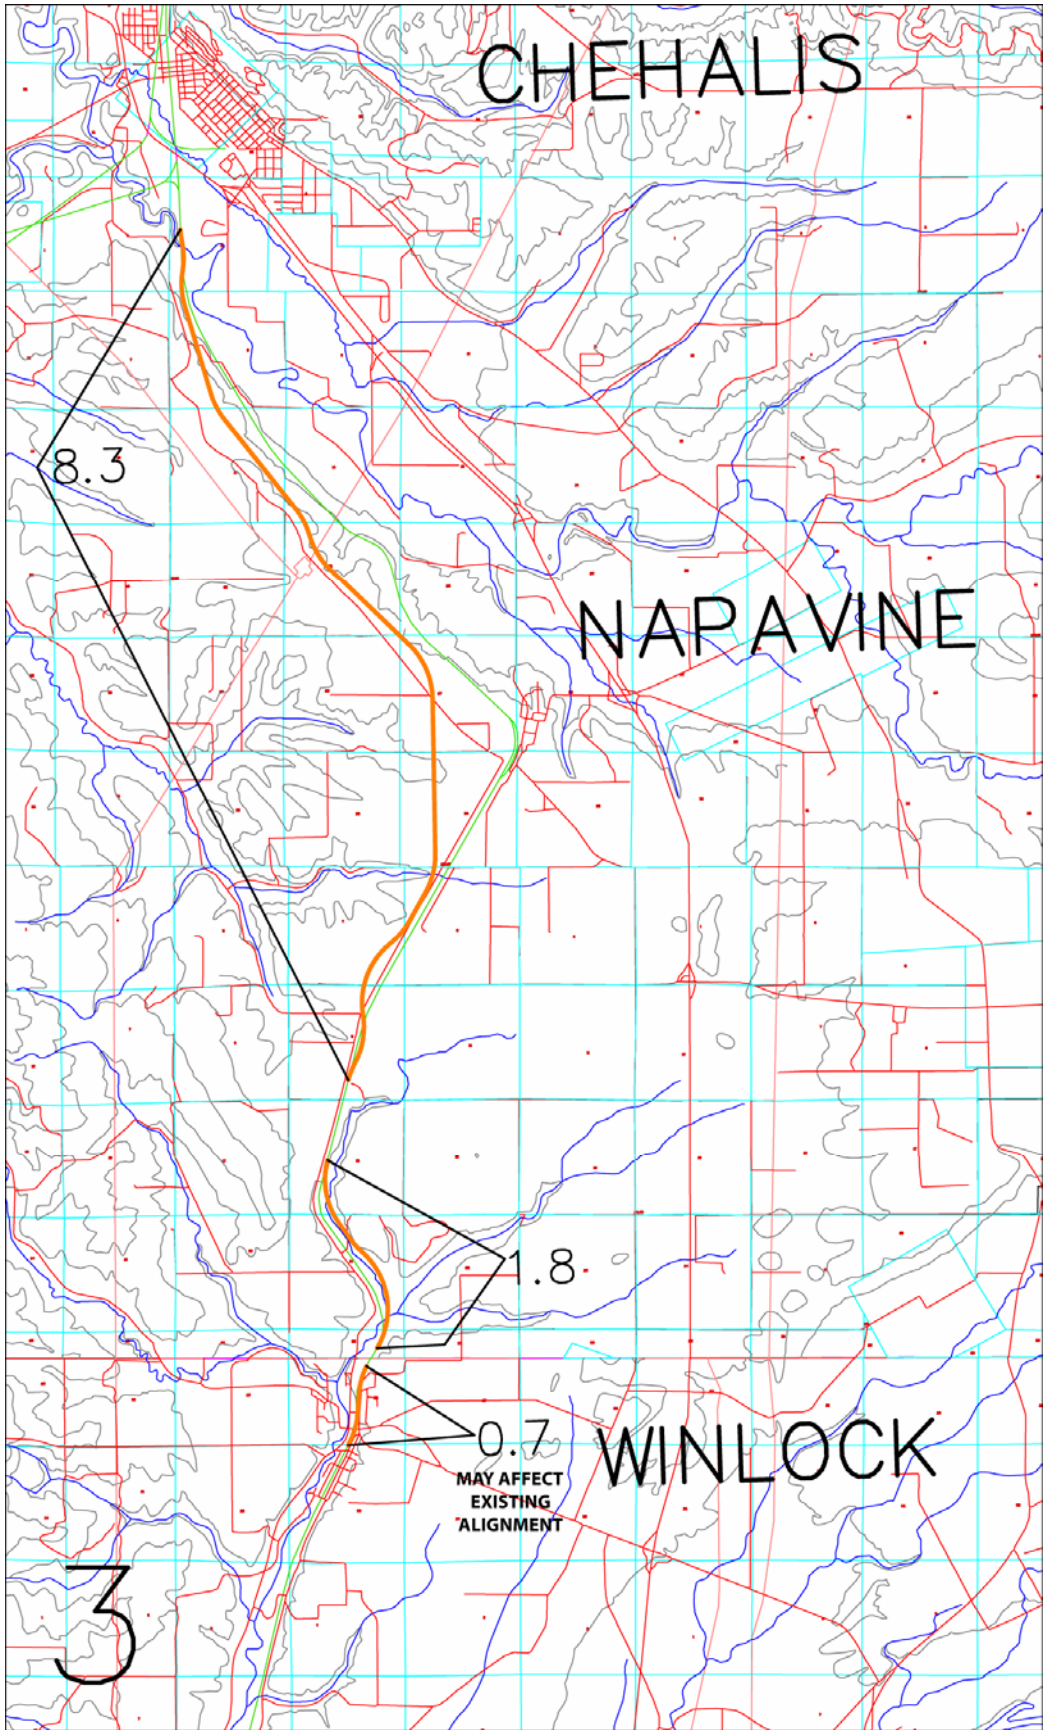 CHEHALIS
8.3
NAPAVINE
1.8
0.7
MAY AFFECT
EXISTING
ALIGNMENT
WINLOCK
3